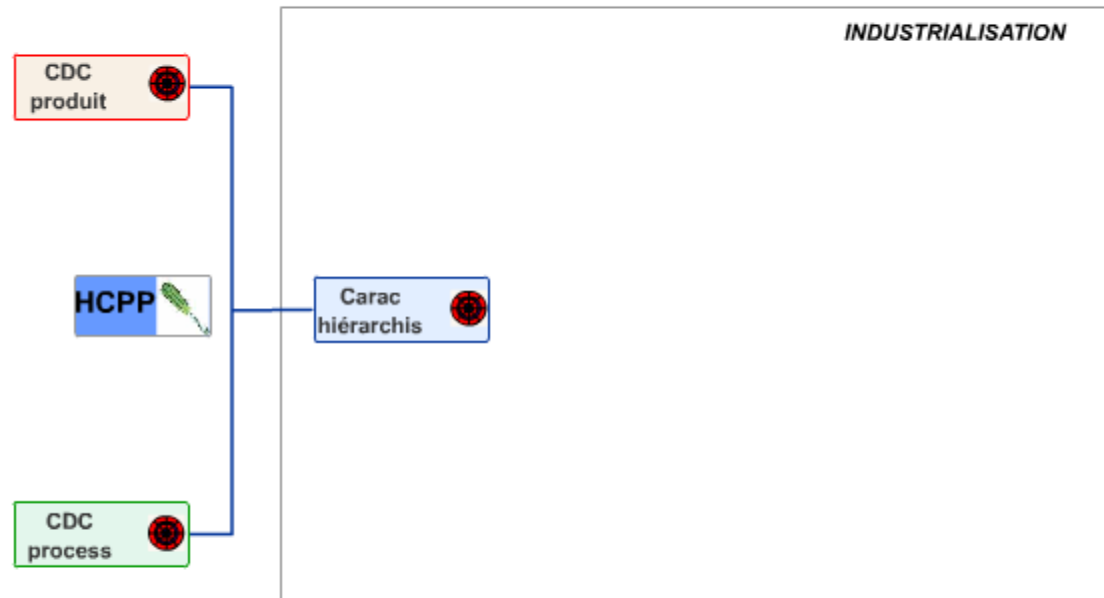 INDUSTRIALISATION
CDC
produit
HCPP
Carac
hiérarchis
CDC
process